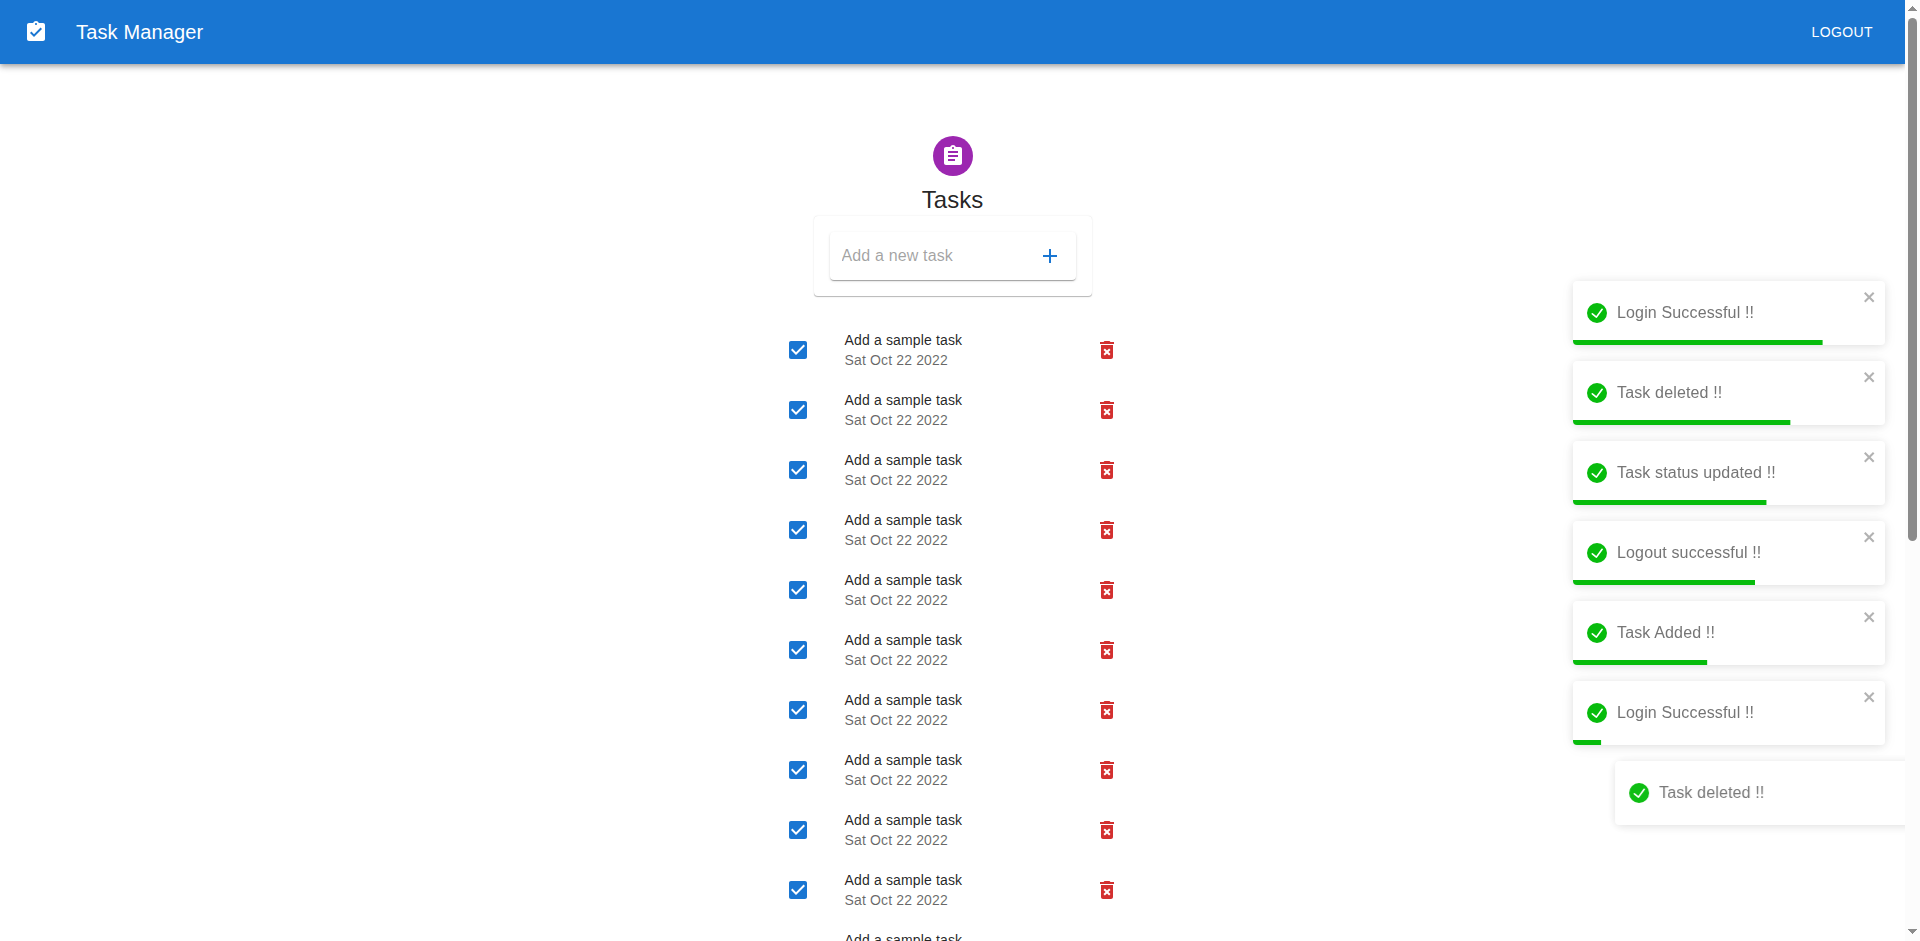 Task Manager
LOGOUT
Tasks
Add a new task
Add a sample task
Sat Oct 22 2022
Add a sample task
Sat Oct 22 2022
Add a sample task
Sat Oct 22 2022
Add a sample task
Sat Oct 22 2022
Add a sample task
Sat Oct 22 2022
Add a sample task
Sat Oct 22 2022
Add a sample task
Sat Oct 22 2022
Add a sample task
Sat Oct 22 2022
Add a sample task
Sat Oct 22 2022
Add a sample task
Sat Oct 22 2022
Add a sample task
Login Successful !!
Task deleted !!
Task status updated !!
Logout successful !!
Task Added !!
Login Successful !!
Task deleted !!